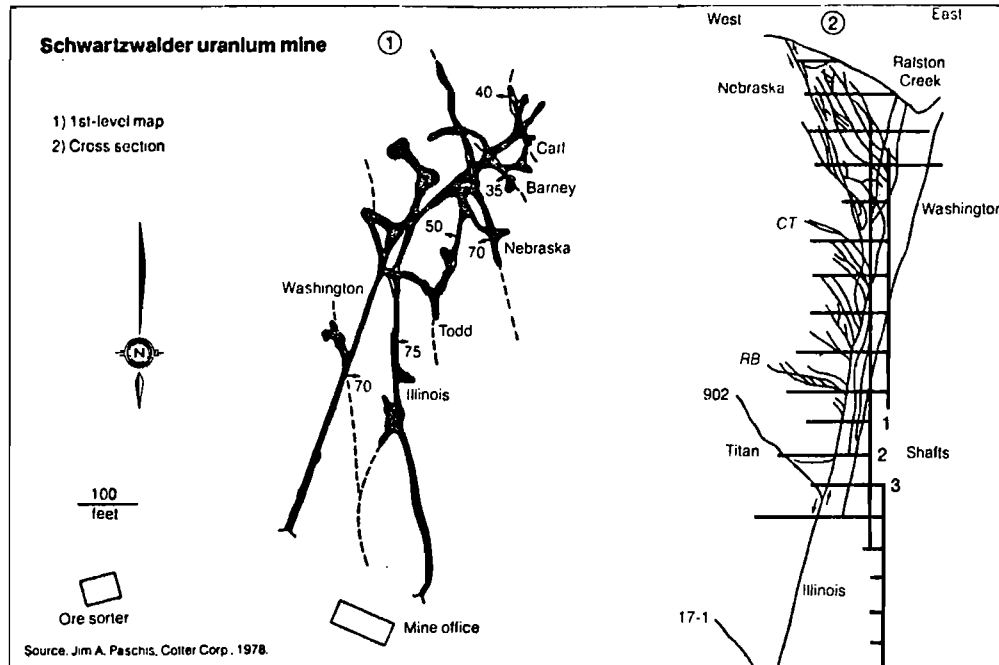 Schwartzwalder uranium mine
1
1) 1st-level map
2) Cross section
40
Carl
35
Barney
50
70
Nebraska
Washington
Todd
75
70
Illinois
N
100
feet
Ore sorter
Mine office
Source. Jim A. Paschis, Cotter Corp. 1978.
West
2
East
Ralston
Creek
Nebraska
Washington
CT
RB
902
1
Titan
2
Shafts
3
Illinois
17-1